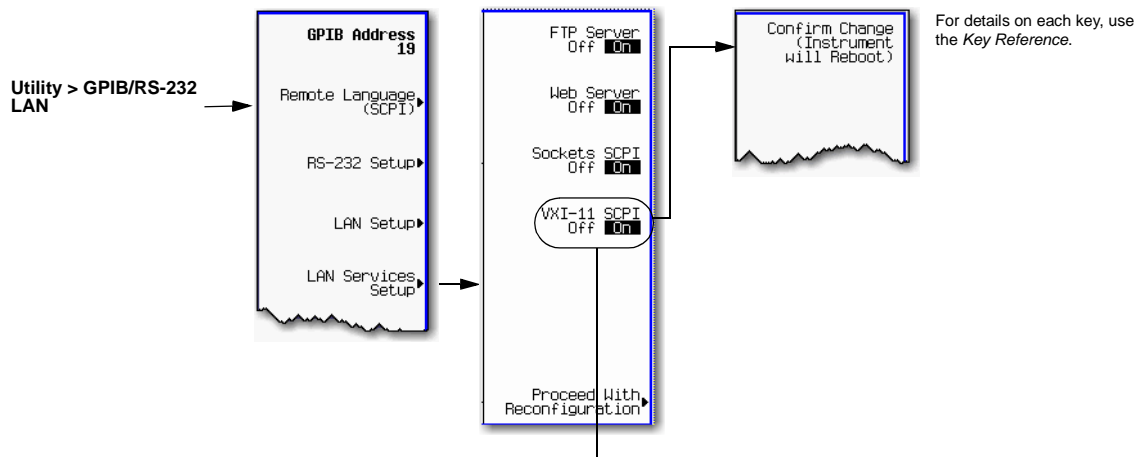 Utility > GPIB/RS-232
LAN
GPIB Address
19
Remote Language
(SCPI)
RS-232 Setup
LAN Setup
LAN Services
Setup
FTP Server
Off On
Web Server
Off On
Sockets SCPI
Off On
VXI-11 SCPI
Off On
Proceed With
Reconfiguration
Confirm Change
(Instrument
will Reboot)
For details on each key, use
the Key Reference.